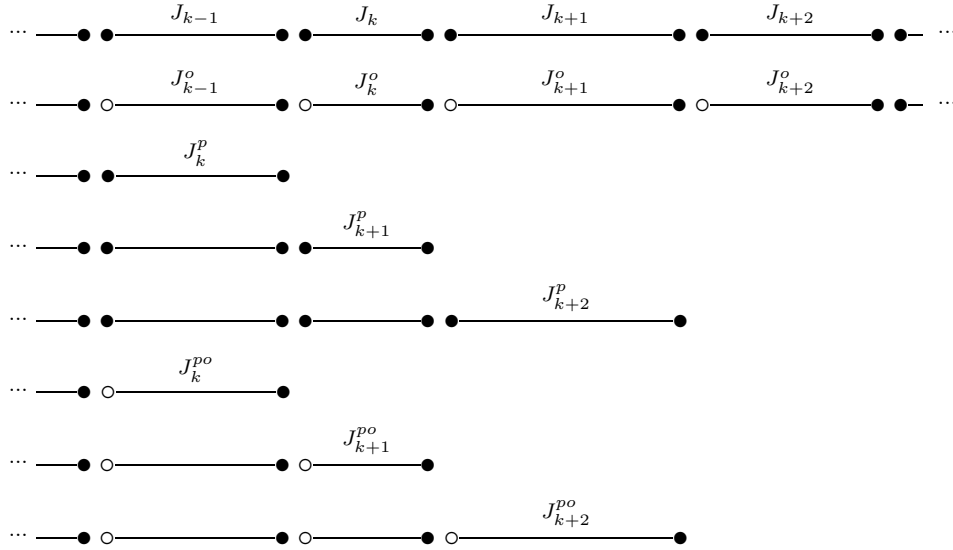 ... J_{k-1} J_k J_{k+1} J_{k+2} ...
... J^o_{k-1} J^o_k J^o_{k+1} J^o_{k+2} ...
... J^p_k
... J^p_{k+1}
... J^p_{k+2}
... J^{po}_k
... J^{po}_{k+1}
... J^{po}_{k+2}